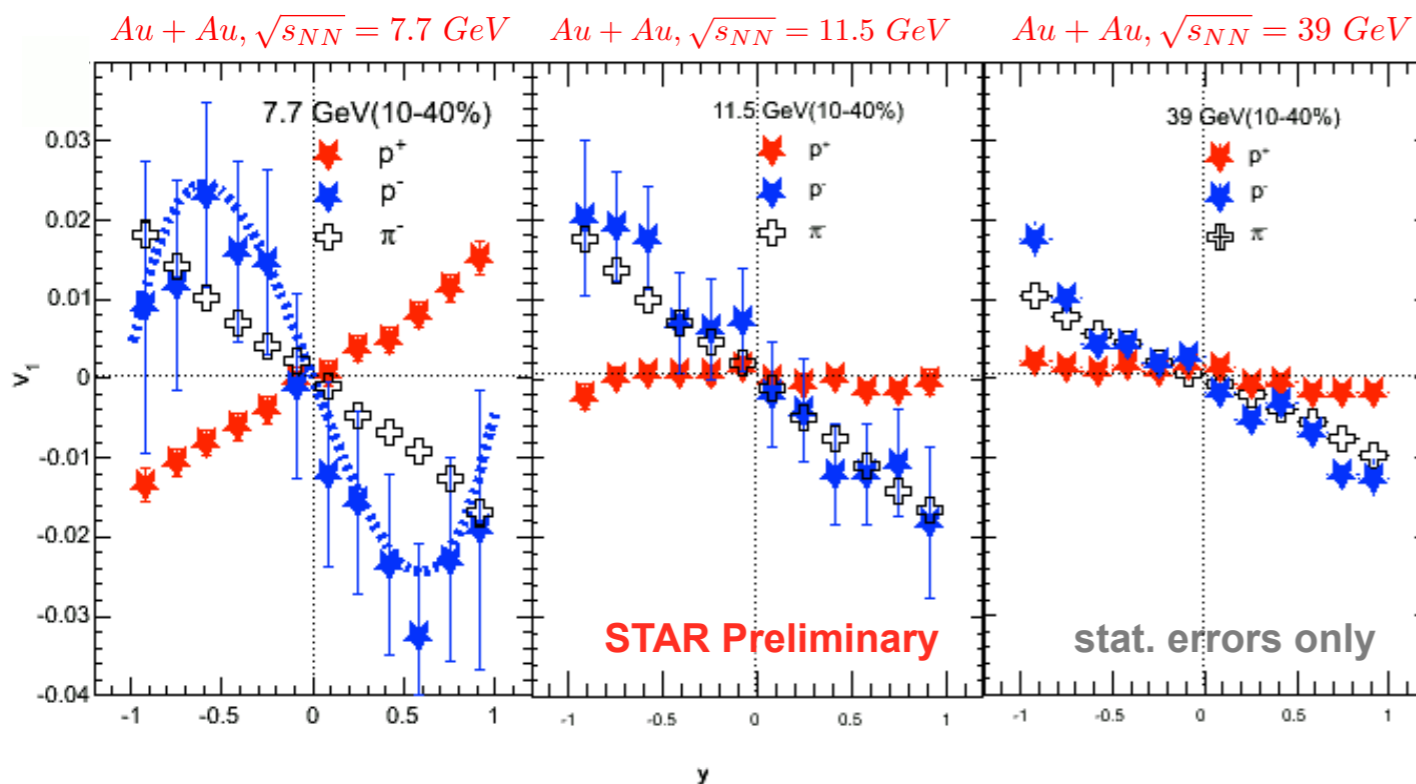 Au + Au, √sNN = 7.7 GeV
Au + Au, √sNN = 11.5 GeV
Au + Au, √sNN = 39 GeV
7.7 GeV(10-40%)
p+
p-
π-
11.5 GeV(10-40%)
p+
p-
π-
39 GeV(10-40%)
p+
p-
π-
0.03
0.02
0.01
0
-0.01
-0.02
-0.03
-0.04
v1
STAR Preliminary
stat. errors only
-1 -0.5 0 0.5 1
-1 -0.5 0 0.5 1
-1 -0.5 0 0.5 1
y